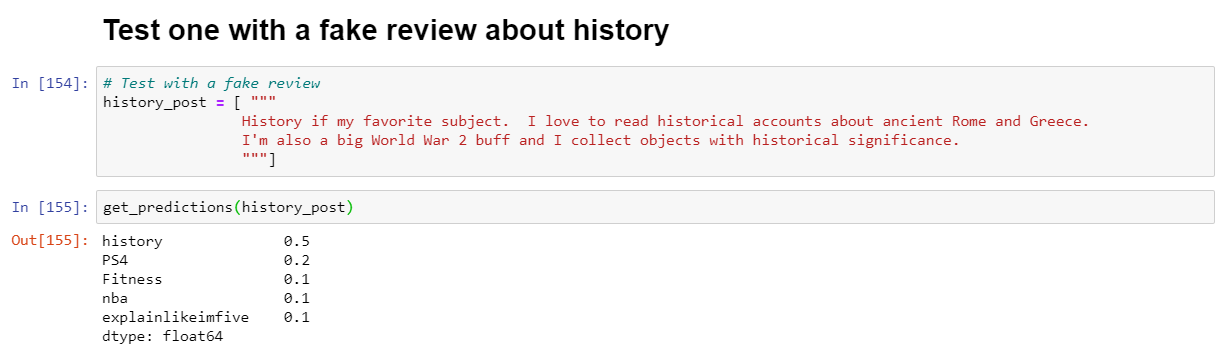 Test one with a fake review about history
In [154]: # Test with a fake review
history_post = [ """
History if my favorite subject.  I love to read historical accounts about ancient Rome and Greece.
I'm also a big World War 2 buff and I collect objects with historical significance.
"""]
In [155]: get_predictions(history_post)
Out[155]: history 0.5
PS4 0.2
Fitness 0.1
nba 0.1
explainlikeimfive 0.1
dtype: float64